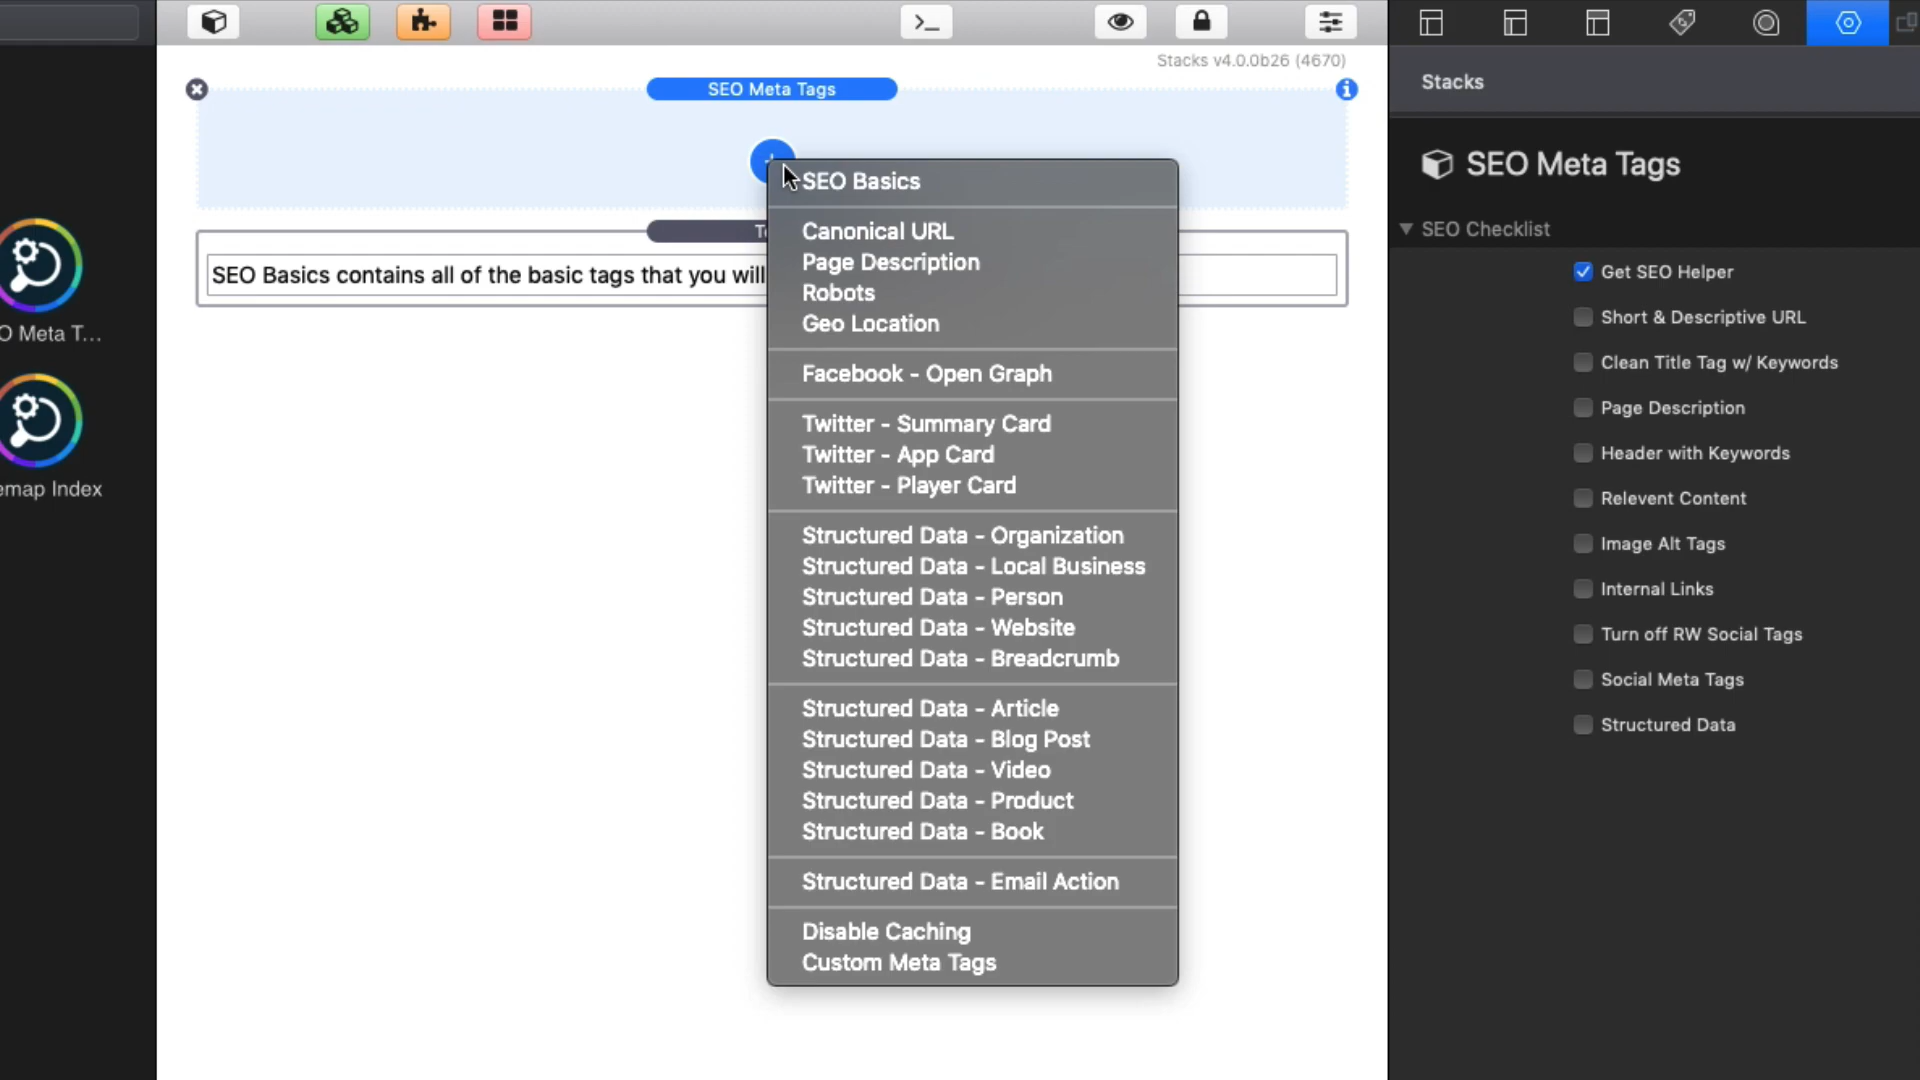 Stacks v4.0.0b26 (4670)
Stacks
SEO Meta Tags
SEO Meta Tags
SEO Checklist
Get SEO Helper
Short & Descriptive URL
Clean Title Tag w/ Keywords
Page Description
Header with Keywords
Relevent Content
Image Alt Tags
Internal Links
Turn off RW Social Tags
Social Meta Tags
Structured Data
SEO Basics
Canonical URL
Page Description
Robots
Geo Location
Facebook - Open Graph
Twitter - Summary Card
Twitter - App Card
Twitter - Player Card
Structured Data - Organization
Structured Data - Local Business
Structured Data - Person
Structured Data - Website
Structured Data - Breadcrumb
Structured Data - Article
Structured Data - Blog Post
Structured Data - Video
Structured Data - Product
Structured Data - Book
Structured Data - Email Action
Disable Caching
Custom Meta Tags
SEO Basics contains all of the basic tags that you will
O Meta T...
emap Index